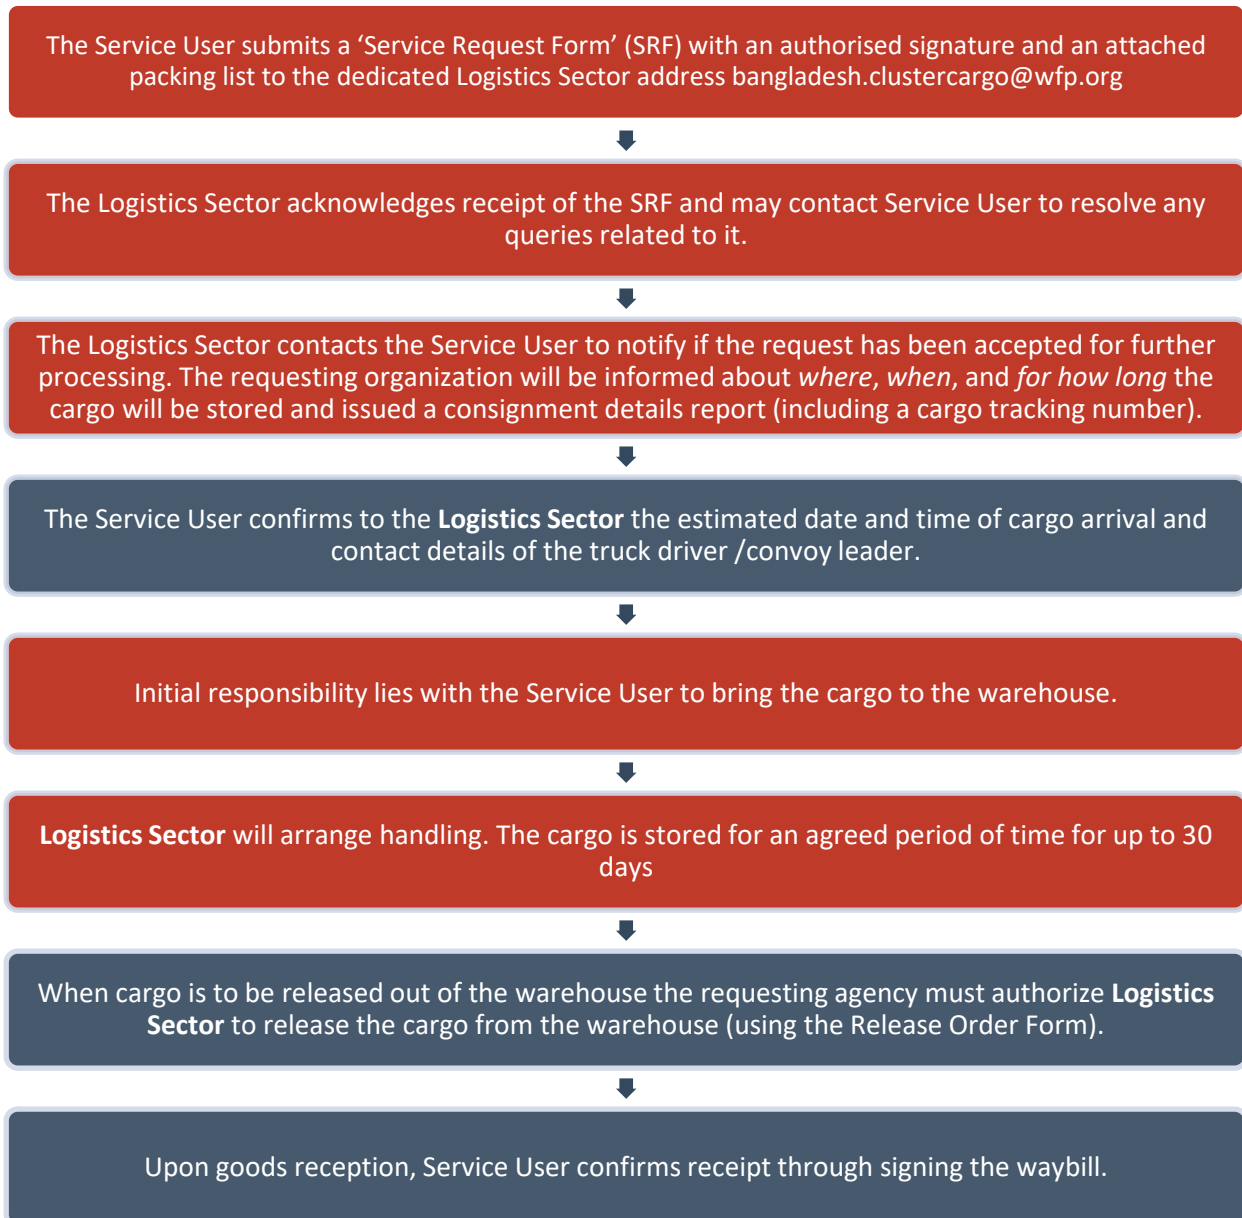 The Service User submits a ‘Service Request Form’ (SRF) with an authorised signature and an attached
packing list to the dedicated Logistics Sector address bangladesh.clustercargo@wfp.org
The Logistics Sector acknowledges receipt of the SRF and may contact Service User to resolve any
queries related to it.
The Logistics Sector contacts the Service User to notify if the request has been accepted for further
processing. The requesting organization will be informed about where, when, and for how long the
cargo will be stored and issued a consignment details report (including a cargo tracking number).
The Service User confirms to the Logistics Sector the estimated date and time of cargo arrival and
contact details of the truck driver /convoy leader.
Initial responsibility lies with the Service User to bring the cargo to the warehouse.
Logistics Sector will arrange handling. The cargo is stored for an agreed period of time for up to 30
days
When cargo is to be released out of the warehouse the requesting agency must authorize Logistics
Sector to release the cargo from the warehouse (using the Release Order Form).
Upon goods reception, Service User confirms receipt through signing the waybill.